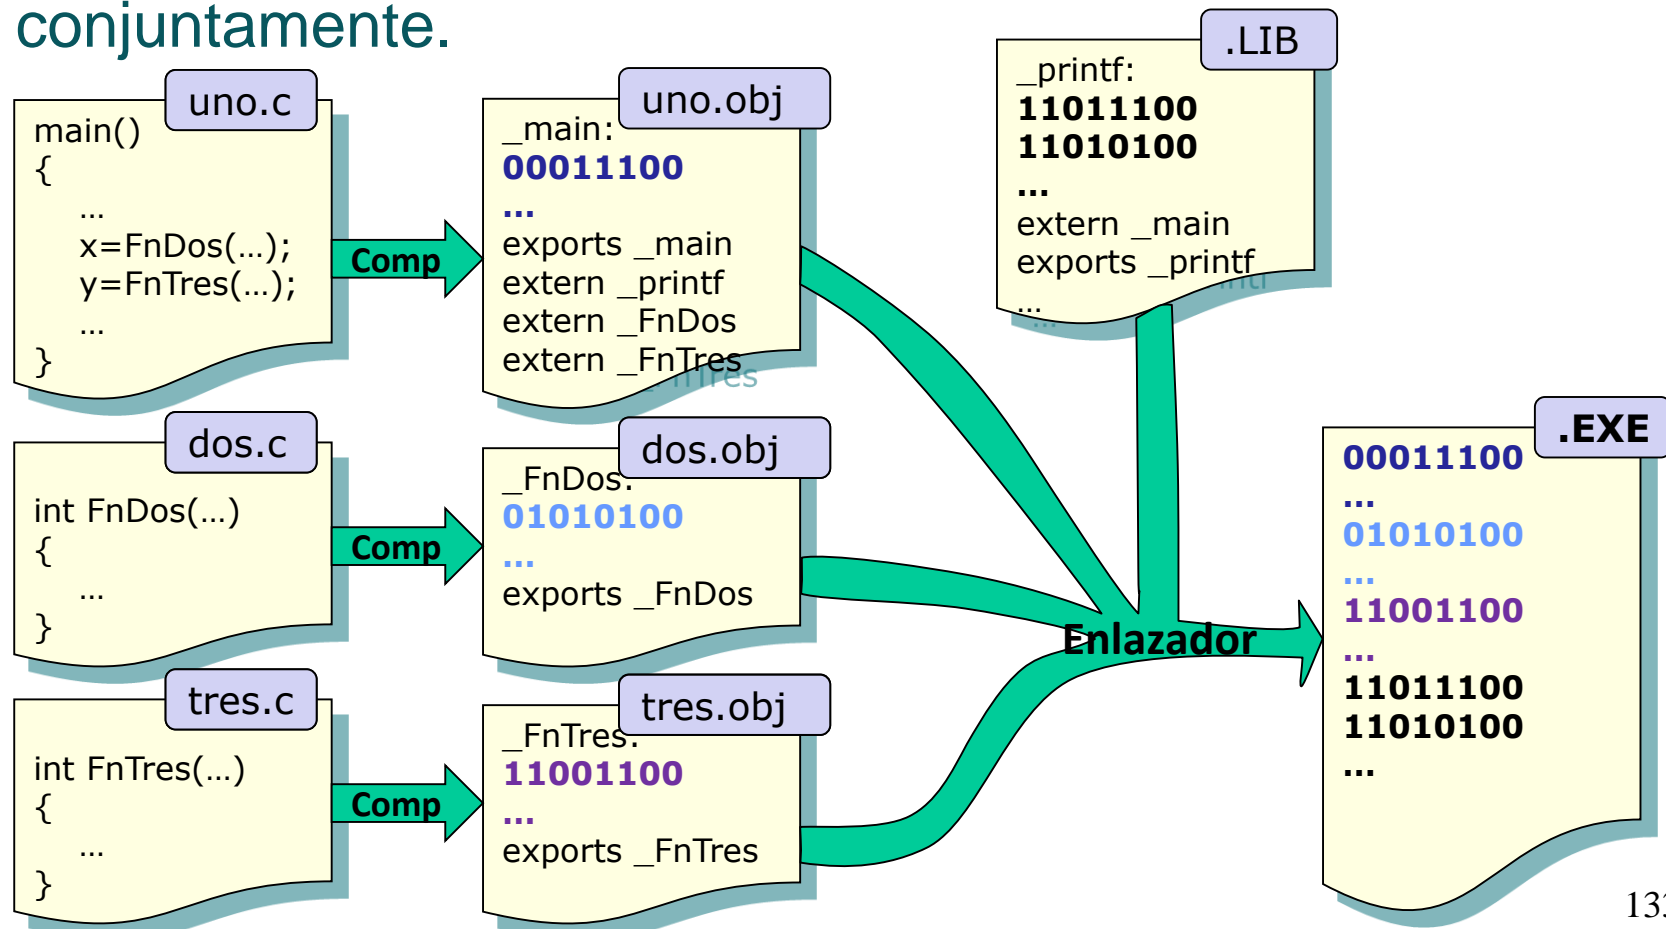 conjuntamente.
uno.c
main()
{
…
x=FnDos(…);
y=FnTres(…);
…
}
Comp
uno.obj
_main:
00011100
…
exports _main
extern _printf
extern _FnDos
extern _FnTres
.LIB
_printf:
11011100
11010100
…
extern _main
exports _printf
…
dos.c
int FnDos(…)
{
…
}
Comp
dos.obj
_FnDos:
01010100
…
exports _FnDos
tres.c
int FnTres(…)
{
…
}
Comp
tres.obj
_FnTres:
11001100
…
exports _FnTres
Enlazador
.EXE
00011100
…
01010100
…
11001100
…
11011100
11010100
…